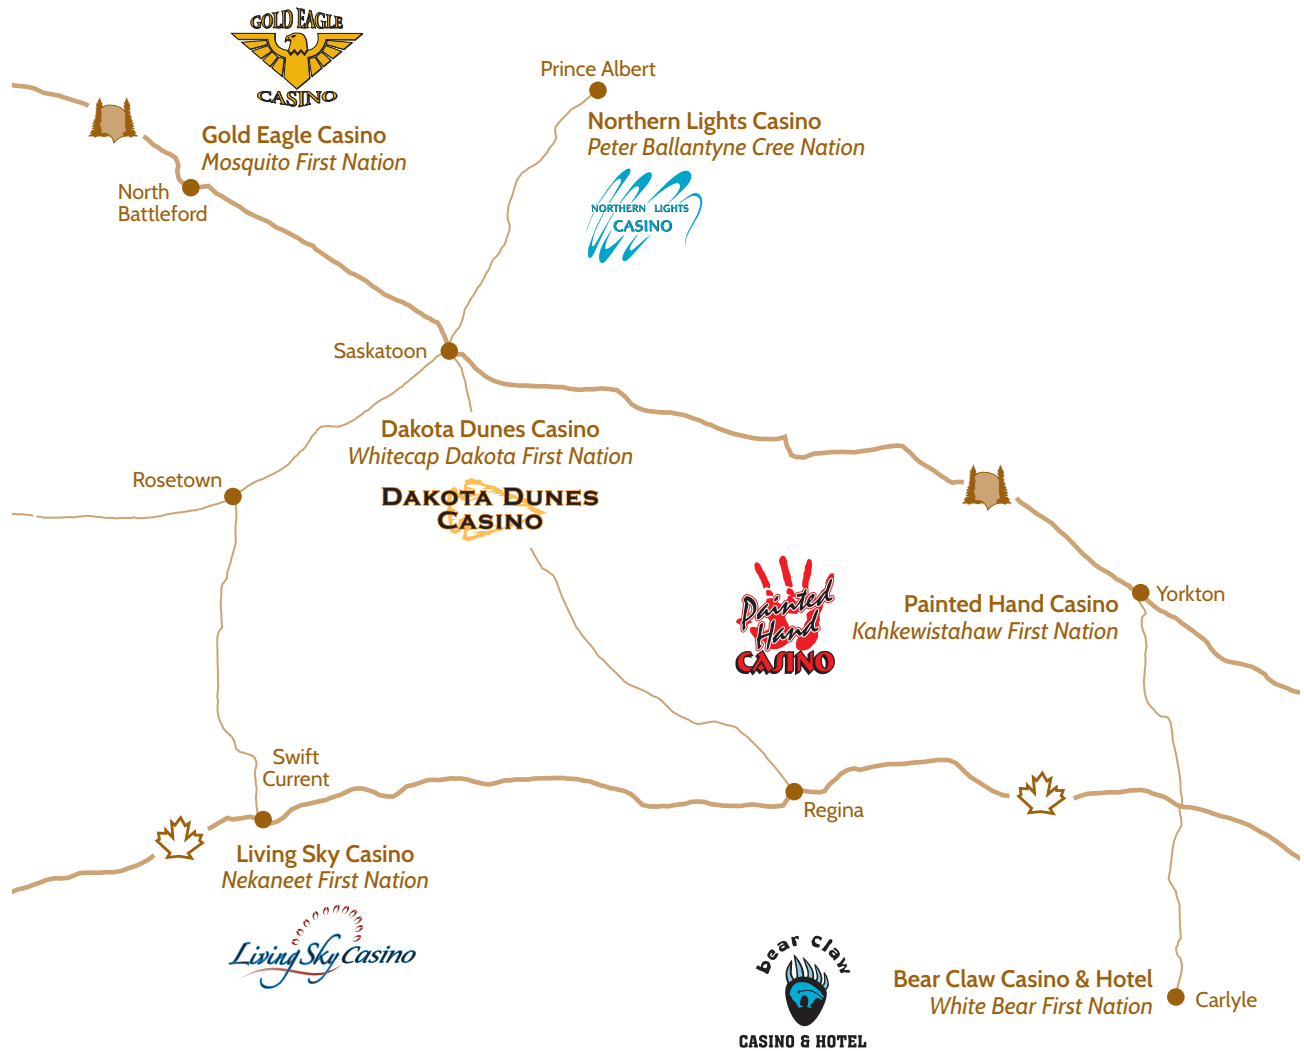 GOLD EAGLE
CASINO
Prince Albert
Gold Eagle Casino
Mosquito First Nation
Northern Lights Casino
Peter Ballantyne Cree Nation
North
Battleford
NORTHERN LIGHTS
CASINO
Saskatoon
Dakota Dunes Casino
Whitecap Dakota First Nation
Rosetown
DAKOTA DUNES
CASINO
Painted
Hand
CASINO
Painted Hand Casino
Kahkewistahaw First Nation
Yorkton
Swift
Current
Regina
Living Sky Casino
Nekaneet First Nation
Living Sky Casino
bear claw
CASINO & HOTEL
Bear Claw Casino & Hotel
White Bear First Nation
Carlyle